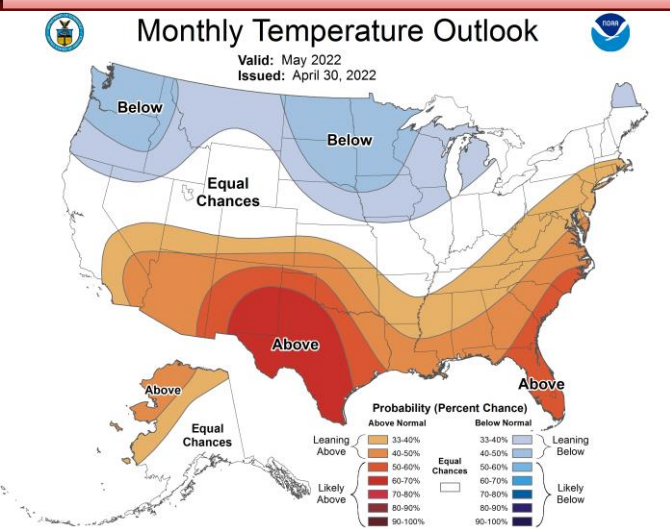 Monthly Temperature Outlook
NOAA
Valid: May 2022
Issued: April 30, 2022
Below
Below
Equal
Chances
Above
Above
Above
Equal
Chances
Probability (Percent Chance)
Above Normal
Below Normal
Leaning
Above
33-40%
40-50%
Likely
Above
50-60%
60-70%
70-80%
80-90%
90-100%
Equal
Chances
33-40%
40-50%
Leaning
Below
50-60%
60-70%
70-80%
80-90%
90-100%
Likely
Below